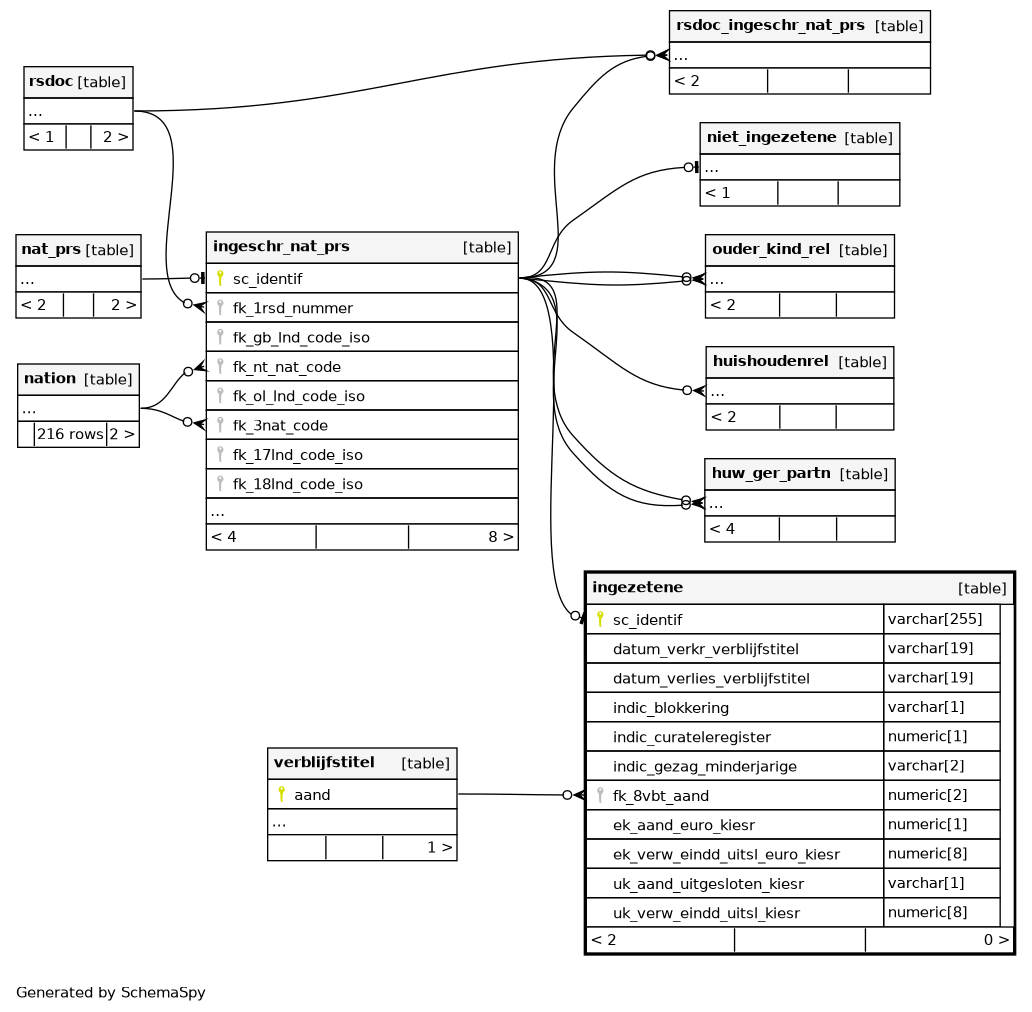 rsdoc_ingeschr_nat_prs [table]
...
< 2
rsdoc [table]
...
< 1 2 >
niet_ingezetene [table]
...
< 1
nat_prs [table]
...
< 2 2 >
ingeschr_nat_prs [table]
sc_identif
fk_1rsd_nummer
fk_gb_lnd_code_iso
fk_nt_nat_code
fk_ol_lnd_code_iso
fk_3nat_code
fk_17lnd_code_iso
fk_18lnd_code_iso
...
< 4 8 >
ouder_kind_rel [table]
...
< 2
nation [table]
...
216 rows 2 >
huishoudenrel [table]
...
< 2
huw_ger_partn [table]
...
< 4
ingezetene [table]
sc_identif varchar[255]
datum_verkr_verblijfstitel varchar[19]
datum_verlies_verblijfstitel varchar[19]
indic_blokkering varchar[1]
indic_curateleregister numeric[1]
indic_gezag_minderjarige varchar[2]
fk_8vbt_aand numeric[2]
ek_aand_euro_kiesr numeric[1]
ek_verw_eindd_uitsl_euro_kiesr numeric[8]
uk_aand_uitgesloten_kiesr varchar[1]
uk_verw_eindd_uitsl_kiesr numeric[8]
< 2 0 >
verblijfstitel [table]
aand
...
1 >
Generated by SchemaSpy